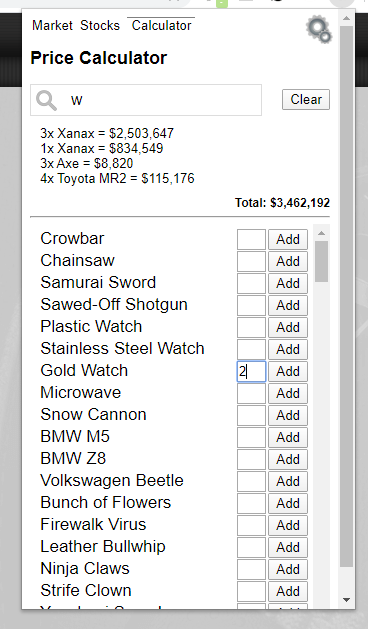 Market Stocks Calculator
Price Calculator
w Clear
3x Xanax = $2,503,647
1x Xanax = $834,549
3x Axe = $8,820
4x Toyota MR2 = $115,176
Total: $3,462,192
Crowbar Add
Chainsaw Add
Samurai Sword Add
Sawed-Off Shotgun Add
Plastic Watch Add
Stainless Steel Watch Add
Gold Watch 2 Add
Microwave Add
Snow Cannon Add
BMW M5 Add
BMW Z8 Add
Volkswagen Beetle Add
Bunch of Flowers Add
Firewalk Virus Add
Leather Bullwhip Add
Ninja Claws Add
Strife Clown Add